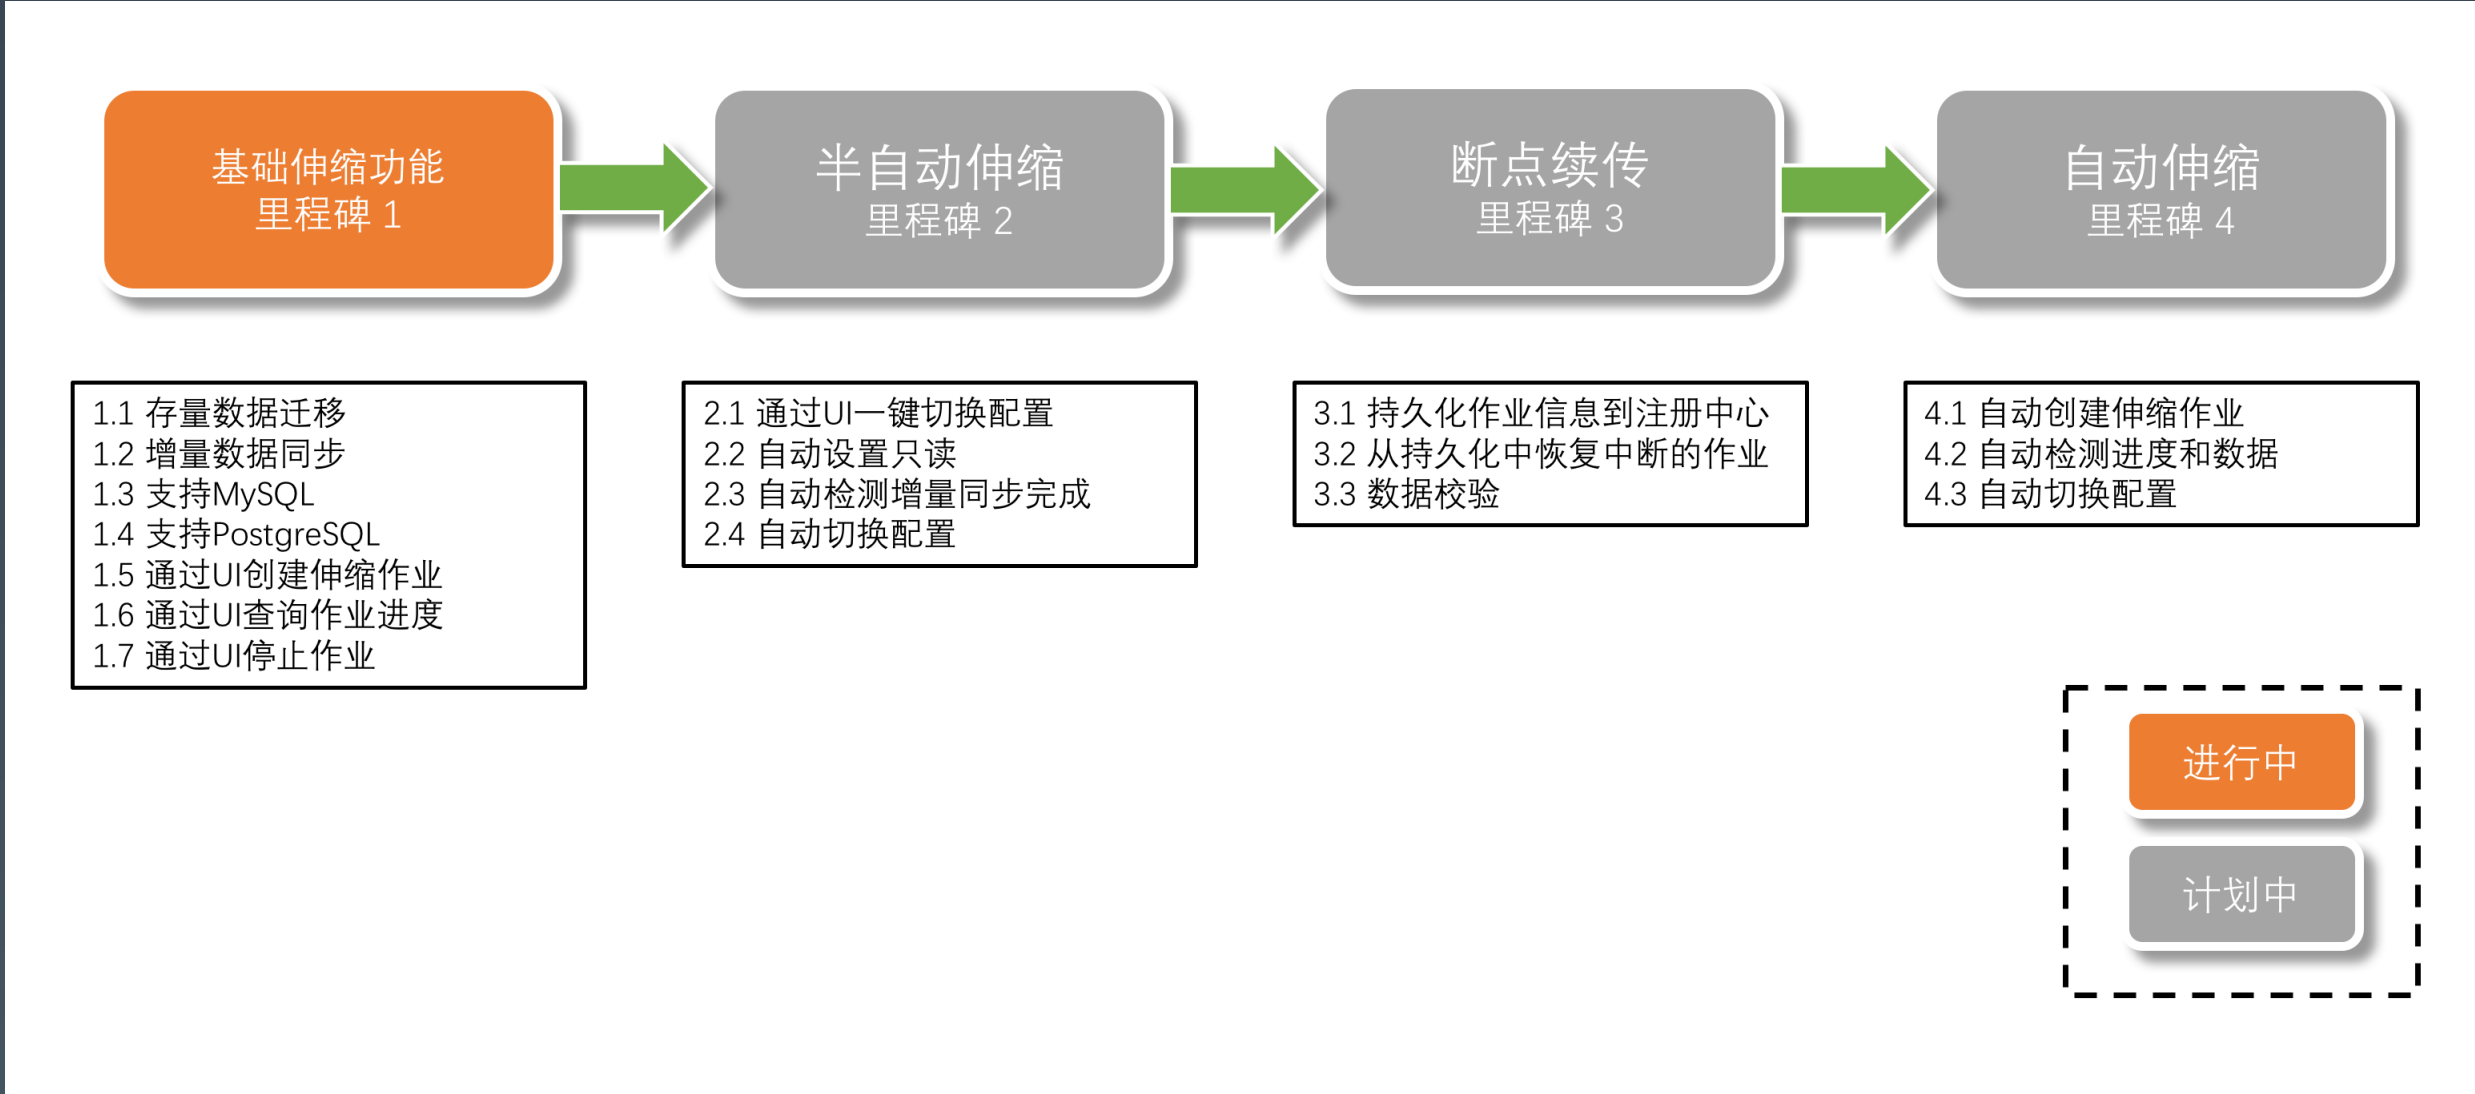 基础伸缩功能
里程碑 1
半自动伸缩
里程碑 2
断点续传
里程碑 3
自动伸缩
里程碑 4
1.1 存量数据迁移
1.2 增量数据同步
1.3 支持MySQL
1.4 支持PostgreSQL
1.5 通过UI创建伸缩作业
1.6 通过UI查询作业进度
1.7 通过UI停止作业
2.1 通过UI一键切换配置
2.2 自动设置只读
2.3 自动检测增量同步完成
2.4 自动切换配置
3.1 持久化作业信息到注册中心
3.2 从持久化中恢复中断的作业
3.3 数据校验
4.1 自动创建伸缩作业
4.2 自动检测进度和数据
4.3 自动切换配置
进行中
计划中